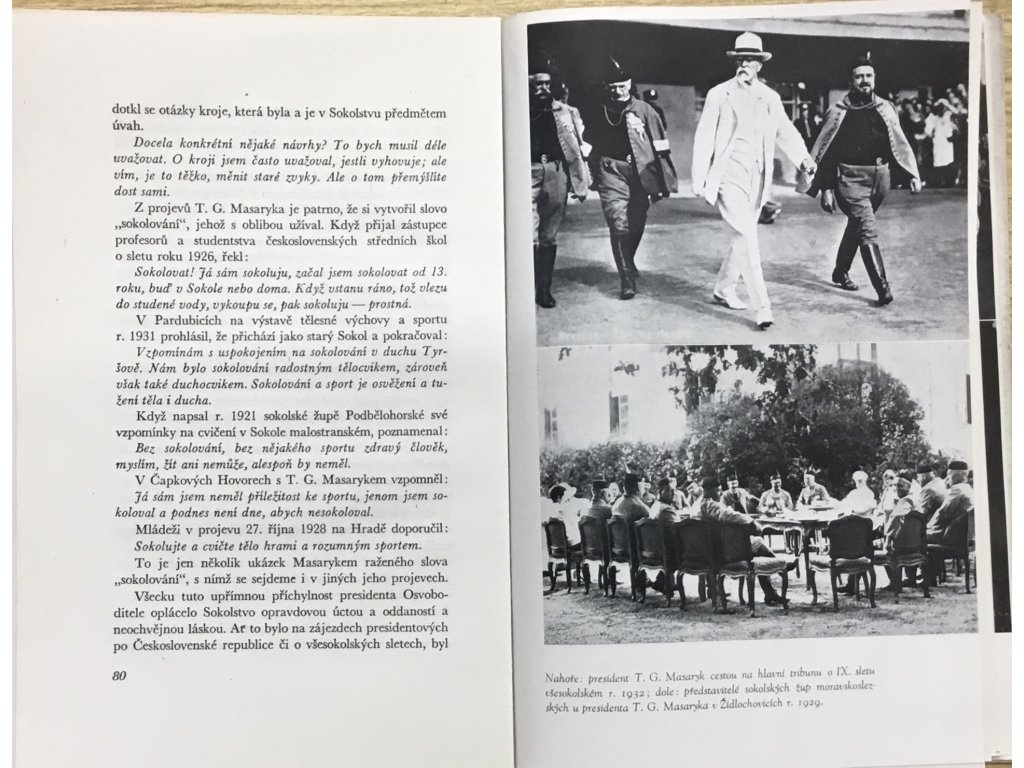 dotkl se otázky kroje, která byla a je v Sokolstvu předmětem
úvah.
Docela konkrétní nějaké návrhy? To bych musil déle
uvažovat. O kroji jsem často uvažoval, jestli vyhovuje; ale
vím, je to těžko, měnit staré zvyky. Ale o tom přemýšlíte
dost sami.
Z projevů T. G. Masaryka je patrno, že si vytvořil slovo
„sokolování“, jehož s oblibou užíval. Když přijal zástupce
profesorů a studentstva československých středních škol
o sletu roku 1926, řekl:
Sokolovat! Já sám sokoluju, začal jsem sokolovat od 13.
roku, buď v Sokole nebo doma. Když vstanu ráno, tož vlezu
do studené vody, vykoupu se, pak sokoluju — prostná.
V Pardubicích na výstavě tělesné výchovy a sportu
r. 1931 prohlásil, že přichází jako starý Sokol a pokračoval:
Vzpomínám s uspokojením na sokolování v duchu Tyr-
šově. Nám bylo sokolování radostným tělocvikem, zároveň
však také duchocvikem. Sokolování a sport je osvěžení a tu-
žení těla i ducha.
Když napsal r. 1921 sokolské župě Podbělohorské své
vzpomínky na cvičení v Sokole malostranském, poznamenal:
Bez sokolování, bez nějakého sportu zdravý člověk,
myslím, žít ani nemůže, alespoň by neměl.
V Čapkových Hovorech s T. G. Masarykem vzpomněl:
Já sám jsem neměl příležitost ke sportu, jenom jsem so-
koloval a podnes není dne, abych nesokoloval.
Mládeži v projevu 27. října 1928 na Hradě doporučil:
Sokolujte a cvičte tělo hrami a rozumným sportem.
To je jen několik ukázek Masarykem raženého slova
„sokolování“, s nímž se sejdeme i v jiných jeho projevech.
Všecku tuto upřímnou příchylnost presidenta Osvobo-
ditele oplácelo Sokolstvo opravdovou úctou a oddaností a
neochvějnou láskou. Ať to bylo na zájezdech presidentových
po Československé republice či o všesokolských sletech, byl
80
Nahoře: president T. G. Masaryk cestou na hlavní tribunu o IX. sletu
všesokolském r. 1932; dole: představitelé sokolských žup moravskoslez-
ských u presidenta T. G. Masaryka v Židlochovicích r. 1929.